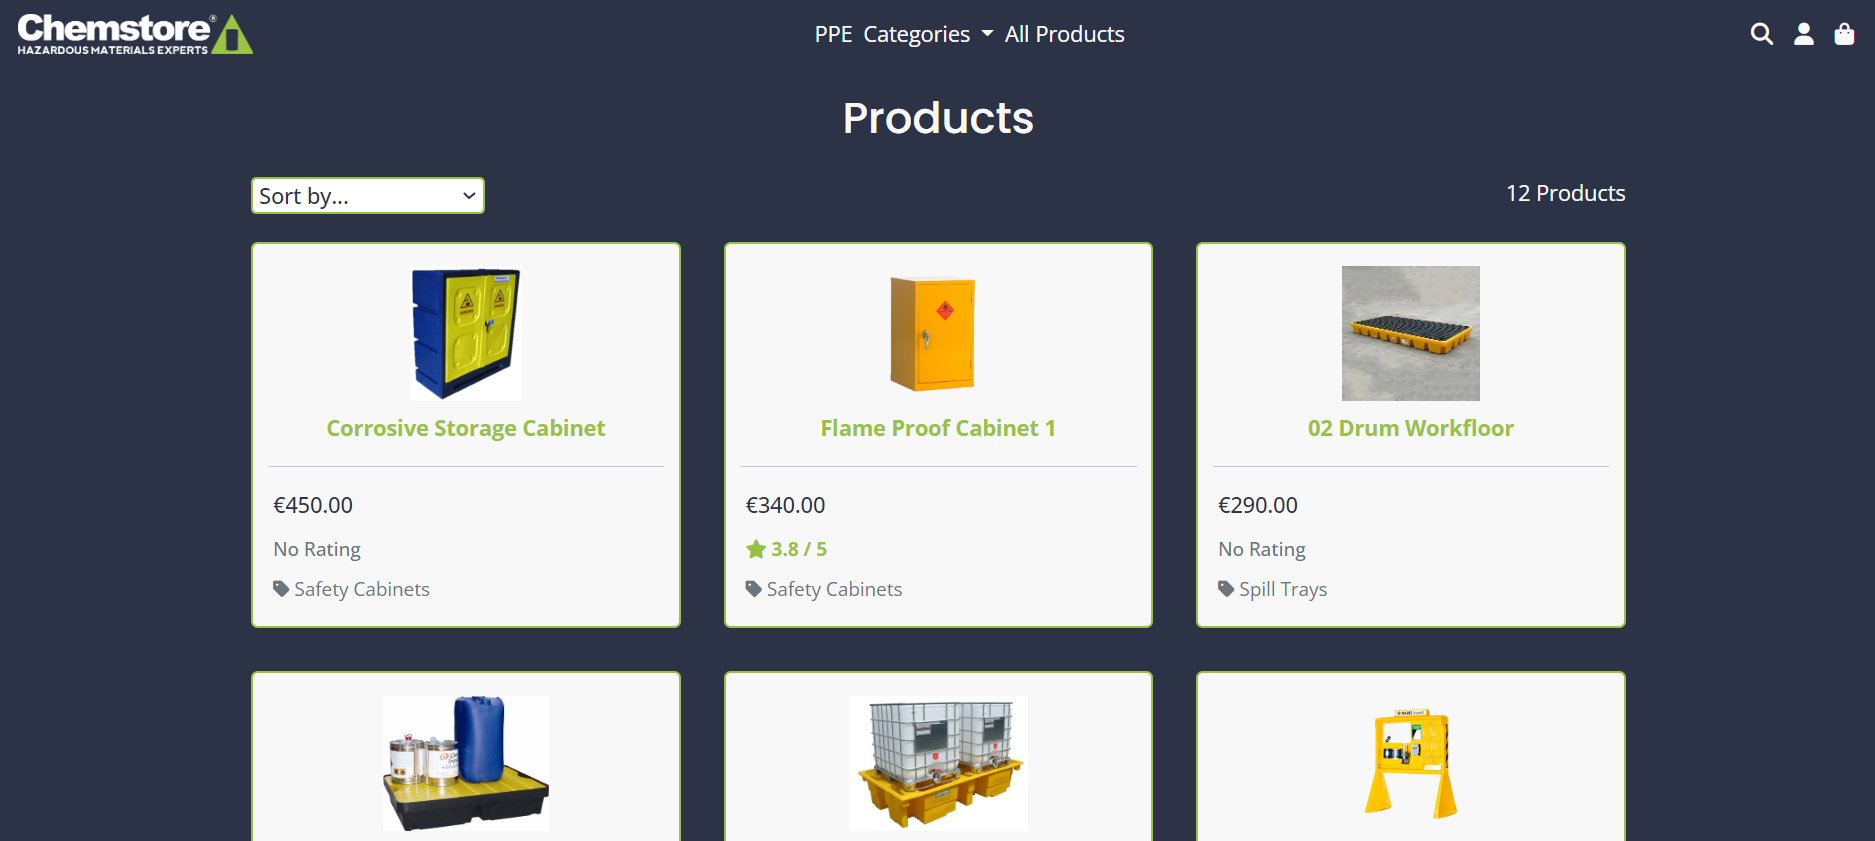 Chemstore®
HAZARDOUS MATERIALS EXPERTS
PPE Categories All Products
Products
Sort by...
12 Products
Corrosive Storage Cabinet
€450.00
No Rating
Safety Cabinets
Flame Proof Cabinet 1
€340.00
3.8 / 5
Safety Cabinets
02 Drum Workfloor
€290.00
No Rating
Spill Trays